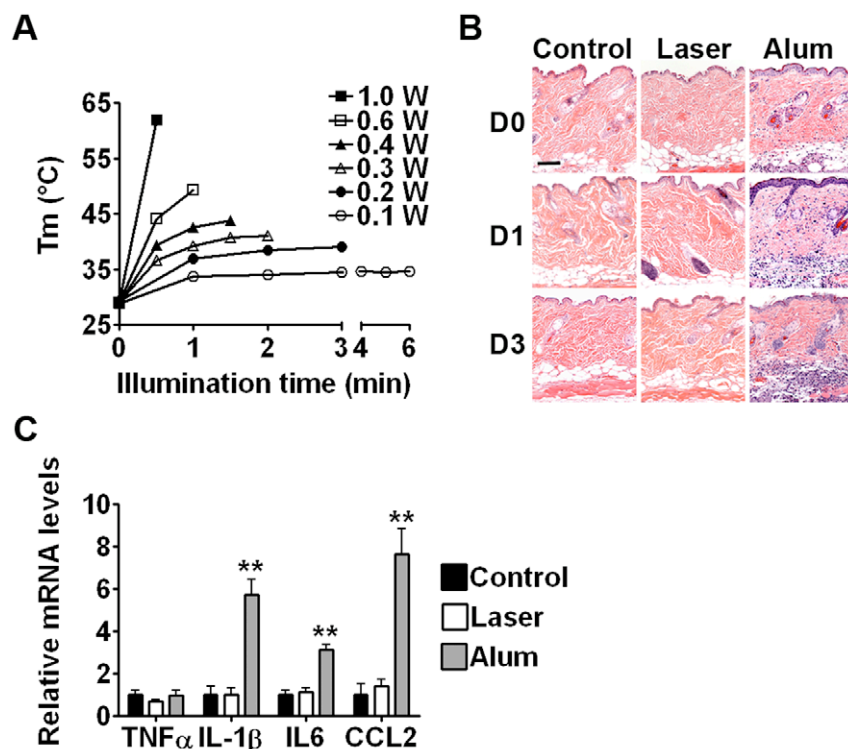 A
Tm (°C)
65
55
45
35
25
0 1 2 3 4 6
Illumination time (min)
1.0 W
0.6 W
0.4 W
0.3 W
0.2 W
0.1 W
B
Control Laser Alum
D0
D1
D3
C
Relative mRNA levels
10
8
6
4
2
0
** ** **
TNFα IL-1β IL6 CCL2
Control
Laser
Alum